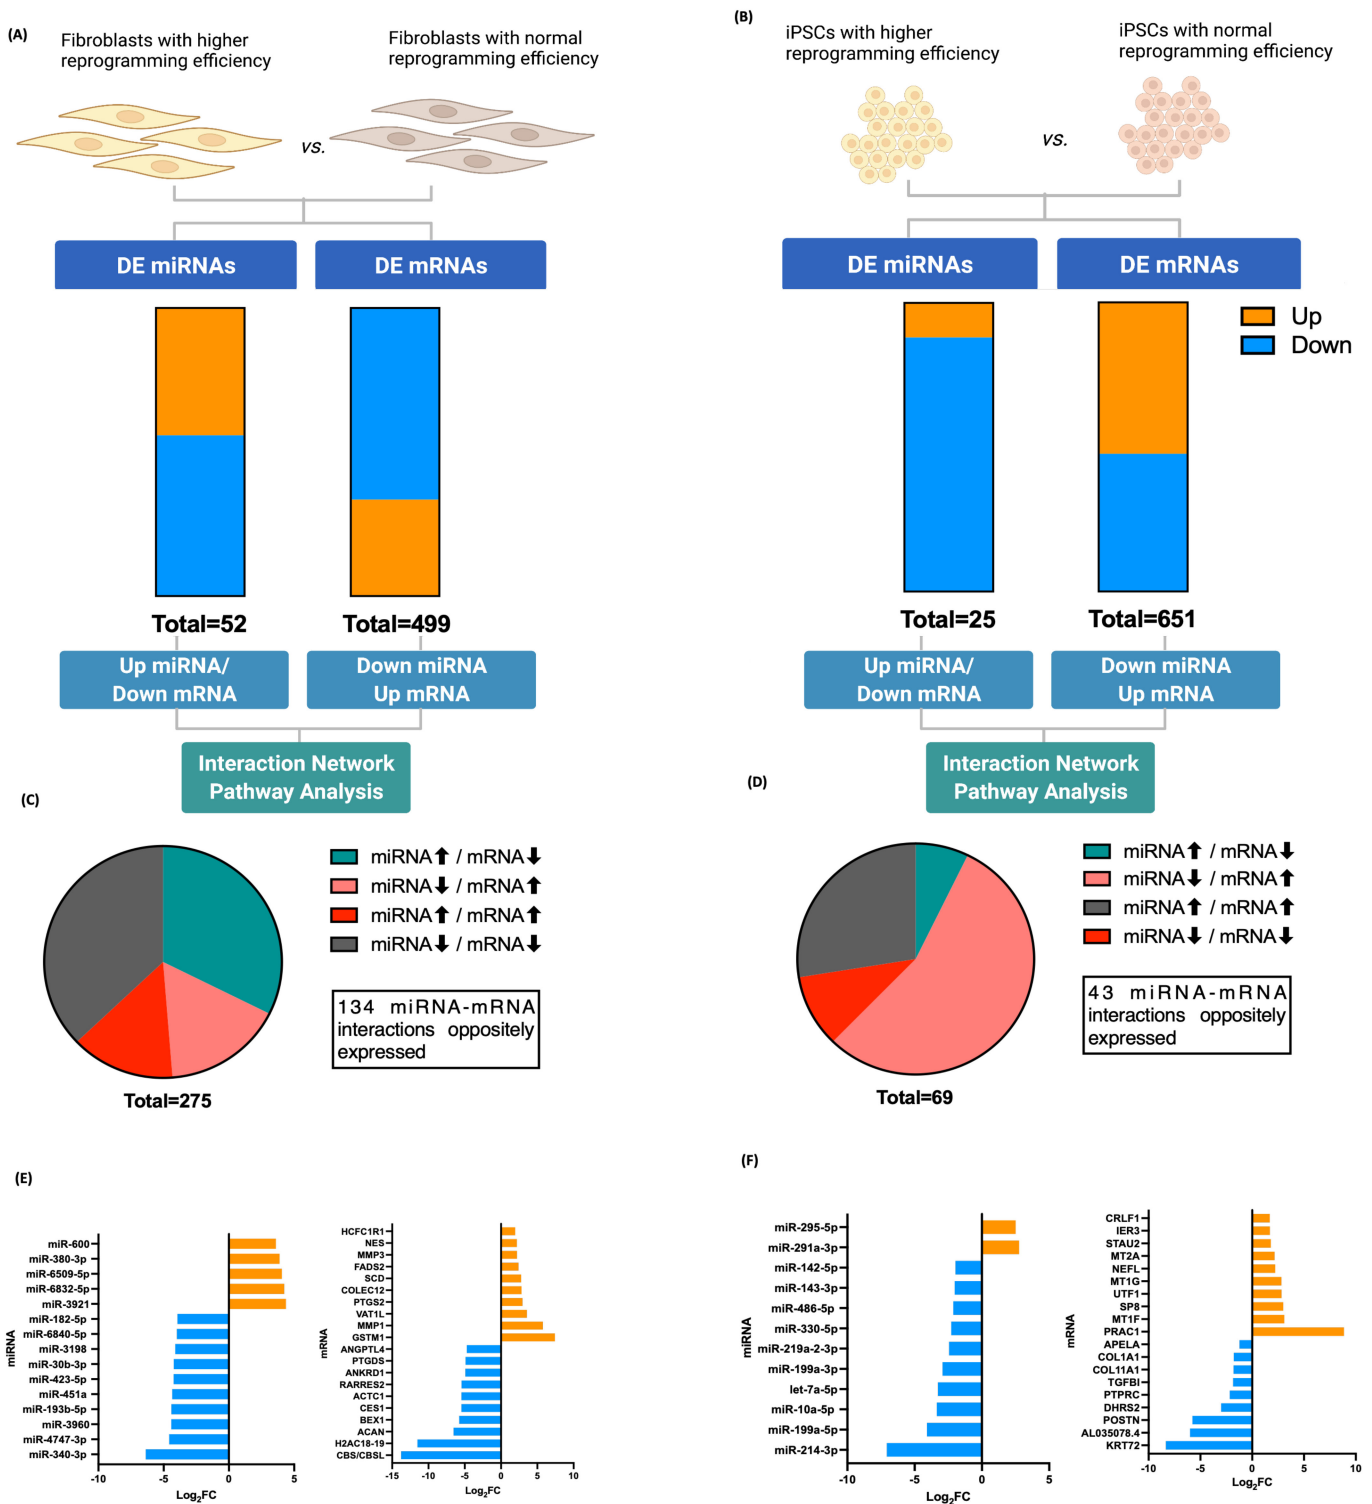 (A)
Fibroblasts with higher
reprogramming efficiency
Fibroblasts with normal
reprogramming efficiency
vs.
DE miRNAs
DE mRNAs
Total=52
Total=499
Up miRNA/
Down mRNA
Down miRNA
Up mRNA
Interaction Network
Pathway Analysis
(B)
iPSCs with higher
reprogramming efficiency
iPSCs with normal
reprogramming efficiency
vs.
DE miRNAs
DE mRNAs
Up
Down
Total=25
Total=651
Up miRNA/
Down mRNA
Down miRNA
Up mRNA
Interaction Network
Pathway Analysis
(C)
miRNA⬆ / mRNA⬇
miRNA⬇ / mRNA⬆
miRNA⬆ / mRNA⬆
miRNA⬇ / mRNA⬇
134 miRNA-mRNA
interactions oppositely
expressed
Total=275
(D)
miRNA⬆ / mRNA⬇
miRNA⬇ / mRNA⬆
miRNA⬆ / mRNA⬆
miRNA⬇ / mRNA⬇
43 miRNA-mRNA
interactions oppositely
expressed
Total=69
(E)
miRNA
miR-600
miR-380-3p
miR-6509-5p
miR-6832-5p
miR-3921
miR-182-5p
miR-6840-5p
miR-3198
miR-30b-3p
miR-423-5p
miR-451a
miR-193b-5p
miR-3960
miR-4747-3p
miR-340-3p
-10 -5 0 5
Log2FC
mRNA
HCFC1R1
NES
MMP3
FADS2
SCD
COLEC12
PTGS2
VAT1L
MMP1
GSTM1
ANGPTL4
PTGDS
ANKRD1
RARRES2
ACTC1
CES1
BEX1
ACAN
H2AC18-19
CBS/CBSL
-15 -10 -5 0 5 10
Log2FC
(F)
miRNA
miR-295-5p
miR-291a-3p
miR-142-5p
miR-143-3p
miR-486-5p
miR-330-5p
miR-219a-2-3p
miR-199a-3p
let-7a-5p
miR-10a-5p
miR-199a-5p
miR-214-3p
-10 -5 0 5
Log2FC
mRNA
CRLF1
IER3
STAU2
MT2A
NEFL
MT1G
UTF1
SP8
MT1F
PRAC1
APELA
COL1A1
COL11A1
TGFBI
PTPRC
DHRS2
POSTN
AL035078.4
KRT72
-10 -5 0 5 10
Log2FC